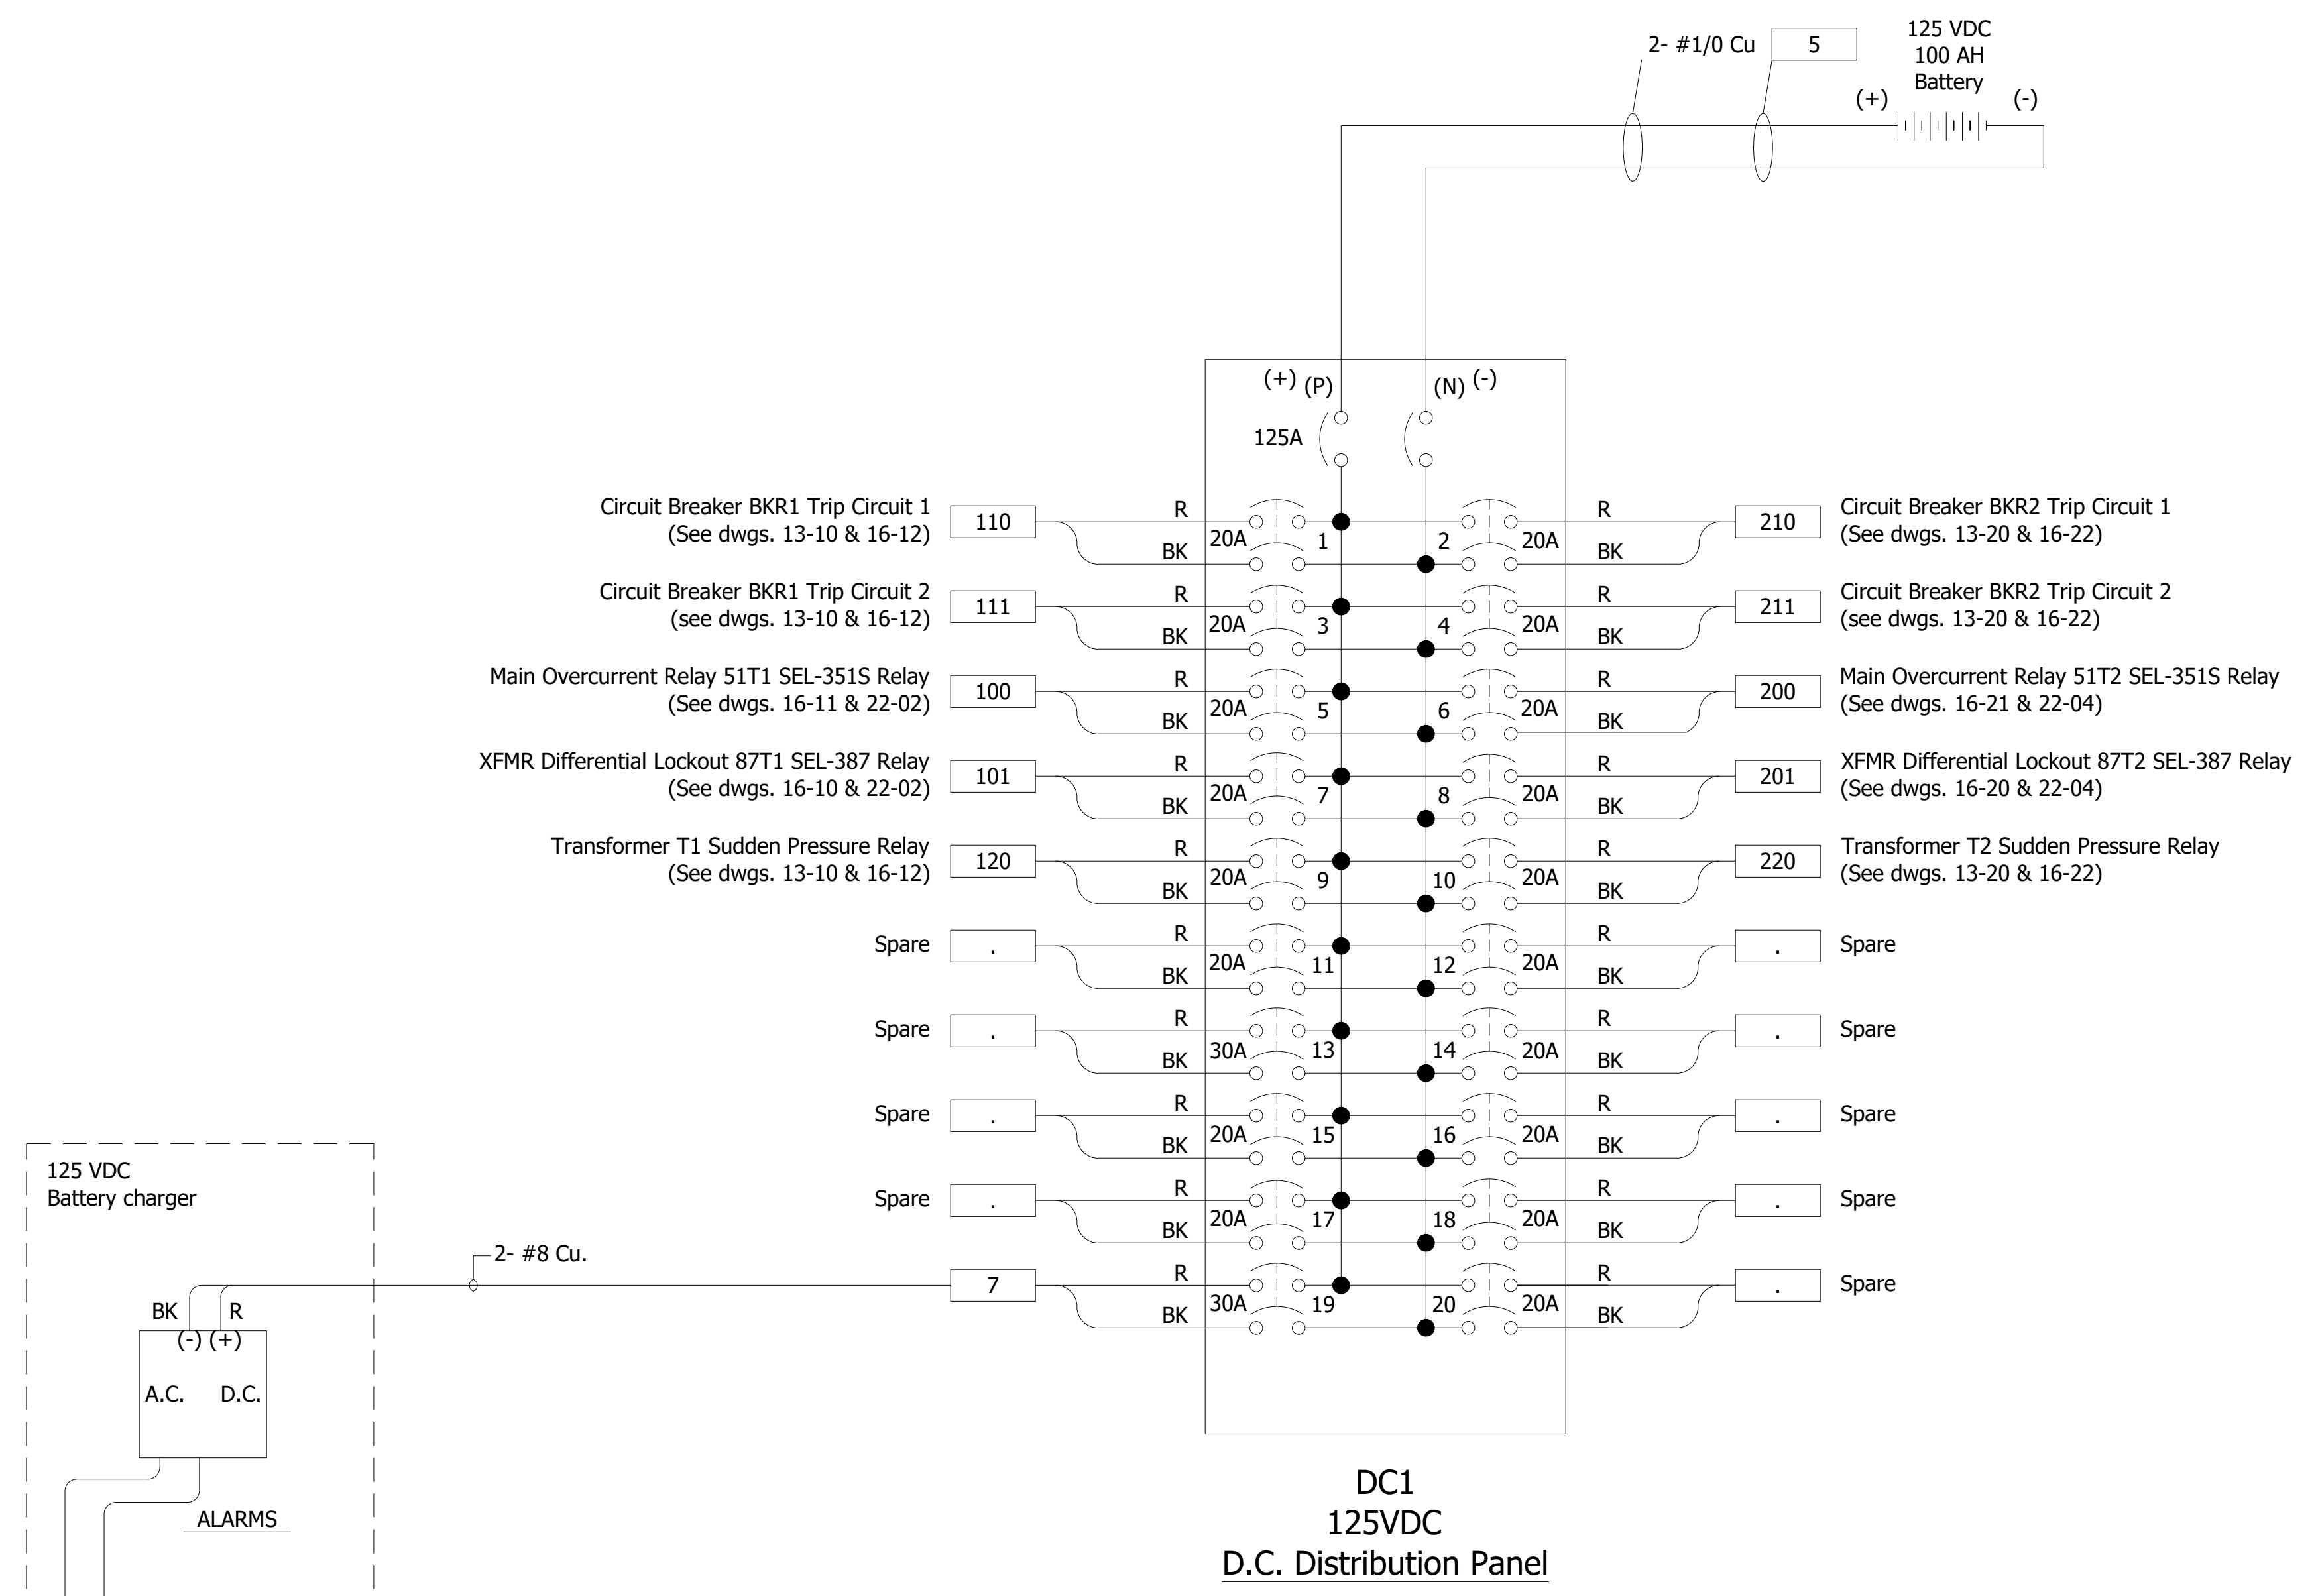 2- #1/0 Cu
5
125 VDC
100 AH
Battery
(+)
(-)
(+) (P)
(N) (-)
125A
Circuit Breaker BKR1 Trip Circuit 1
(See dwgs. 13-10 & 16-12)
110
R
BK
20A
1
2
20A
R
BK
210
Circuit Breaker BKR2 Trip Circuit 1
(See dwgs. 13-20 & 16-22)
Circuit Breaker BKR1 Trip Circuit 2
(see dwgs. 13-10 & 16-12)
111
R
BK
20A
3
4
20A
R
BK
211
Circuit Breaker BKR2 Trip Circuit 2
(see dwgs. 13-20 & 16-22)
Main Overcurrent Relay 51T1 SEL-351S Relay
(See dwgs. 16-11 & 22-02)
100
R
BK
20A
5
6
20A
R
BK
200
Main Overcurrent Relay 51T2 SEL-351S Relay
(See dwgs. 16-21 & 22-04)
XFMR Differential Lockout 87T1 SEL-387 Relay
(See dwgs. 16-10 & 22-02)
101
R
BK
20A
7
8
20A
R
BK
201
XFMR Differential Lockout 87T2 SEL-387 Relay
(See dwgs. 16-20 & 22-04)
Transformer T1 Sudden Pressure Relay
(See dwgs. 13-10 & 16-12)
120
R
BK
20A
9
10
20A
R
BK
220
Transformer T2 Sudden Pressure Relay
(See dwgs. 13-20 & 16-22)
Spare
.
R
BK
20A
11
12
20A
R
BK
.
Spare
Spare
.
R
BK
30A
13
14
20A
R
BK
.
Spare
Spare
.
R
BK
20A
15
16
20A
R
BK
.
Spare
Spare
.
R
BK
20A
17
18
20A
R
BK
.
Spare
7
R
BK
30A
19
20
20A
R
BK
.
Spare
125 VDC
Battery charger
2- #8 Cu.
BK
R
(-) (+)
A.C.
D.C.
ALARMS
DC1
125VDC
D.C. Distribution Panel